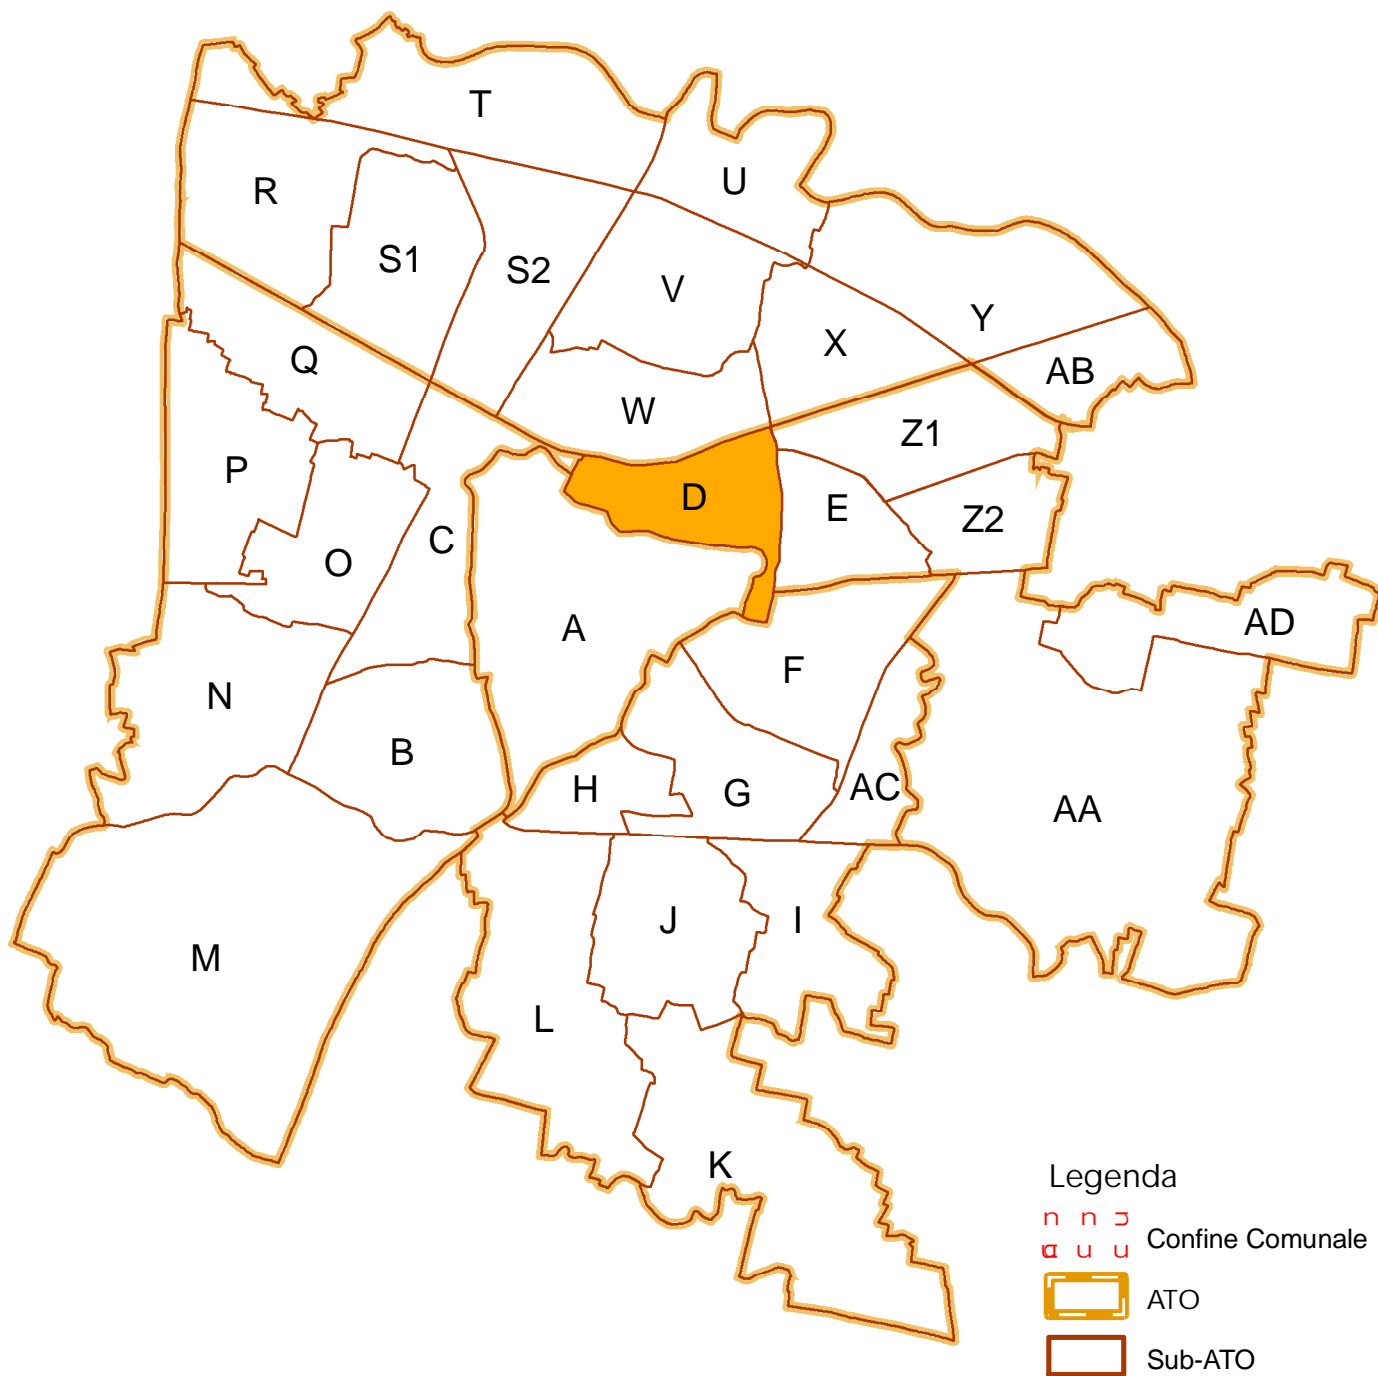 T
U
R
S1
S2
V
Y
X
Q
AB
W
Z1
P
D
E
Z2
C
O
A
AD
F
N
B
H
G
AC
AA
J
I
M
L
K
Legenda
n n u
u u u
Confine Comunale
ATO
Sub-ATO